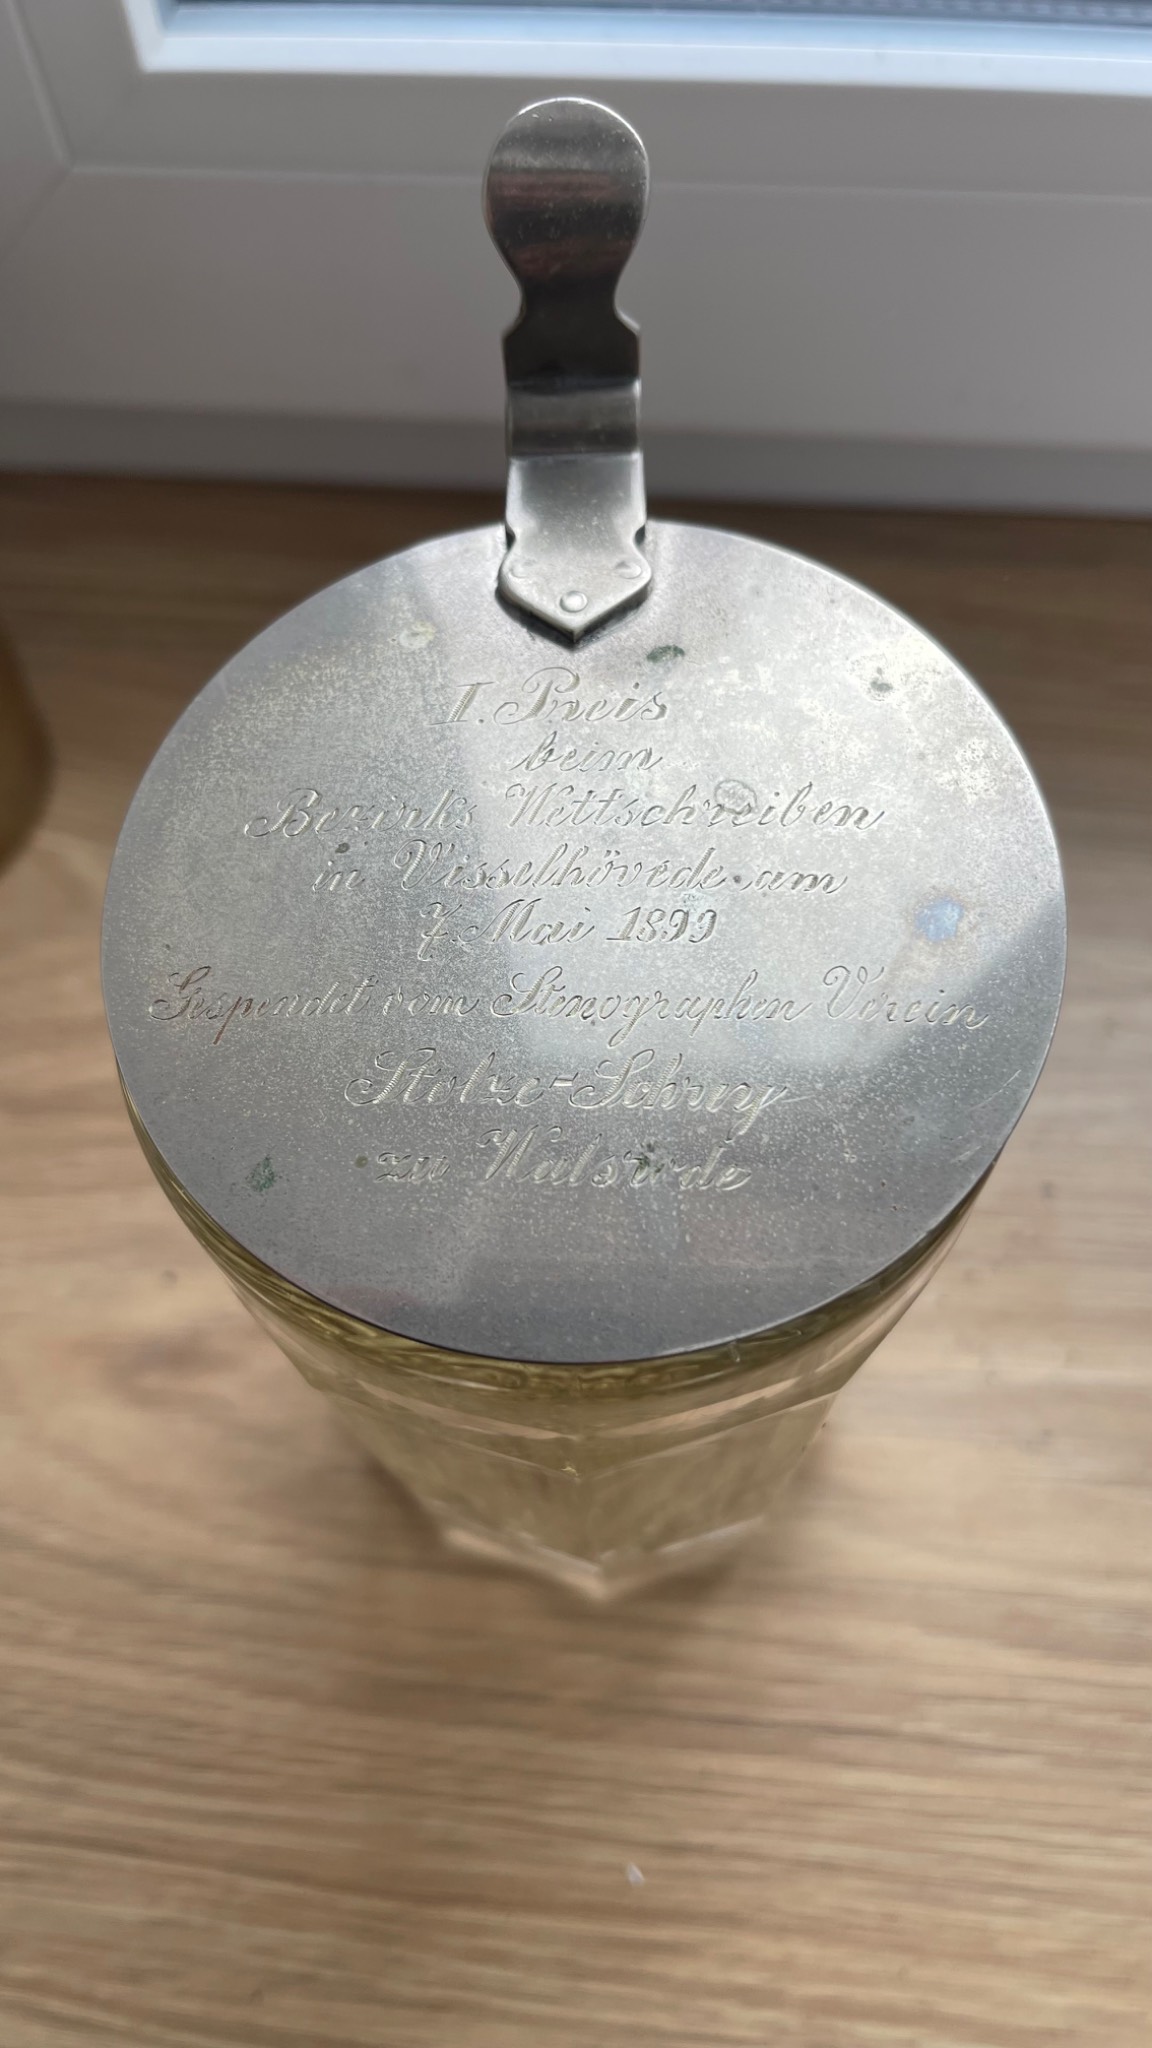 I. Preis
beim
Bezirks Wettschreiben
in Visselhövede am
7. Mai 1899
Gespendet vom Stenographen Verein
Stolze-Schrey
zu Walsrode